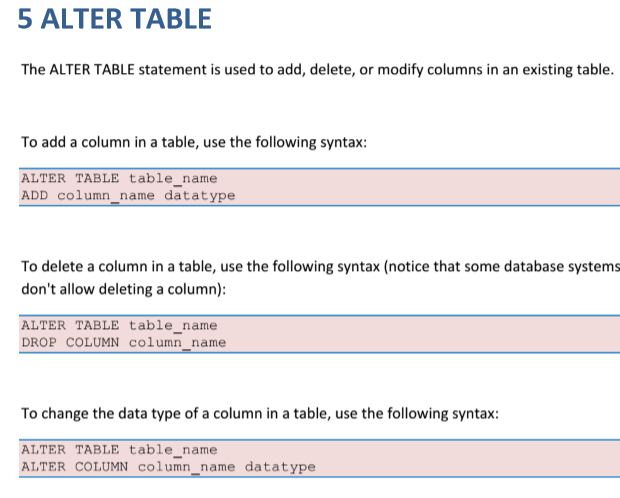 5 ALTER TABLE
The ALTER TABLE statement is used to add, delete, or modify columns in an existing table.
To add a column in a table, use the following syntax:
ALTER TABLE table_name
ADD column_name datatype
To delete a column in a table, use the following syntax (notice that some database systems
don't allow deleting a column):
ALTER TABLE table_name
DROP COLUMN column_name
To change the data type of a column in a table, use the following syntax:
ALTER TABLE table_name
ALTER COLUMN column_name datatype